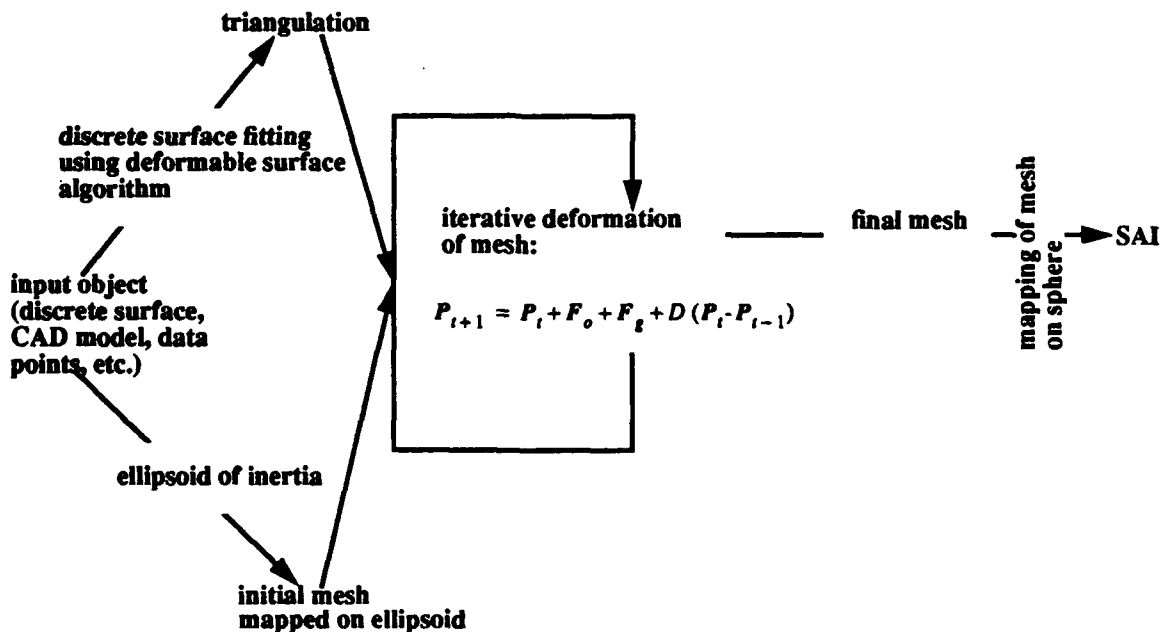 triangulation
discrete surface fitting
using deformable surface
algorithm
input object
(discrete surface,
CAD model, data
points, etc.)
ellipsoid of inertia
initial mesh
mapped on ellipsoid
iterative deformation
of mesh:
P_{t+1} = P_t + F_o + F_g + D (P_t - P_{t-1})
final mesh
mapping of mesh
on sphere
SAI